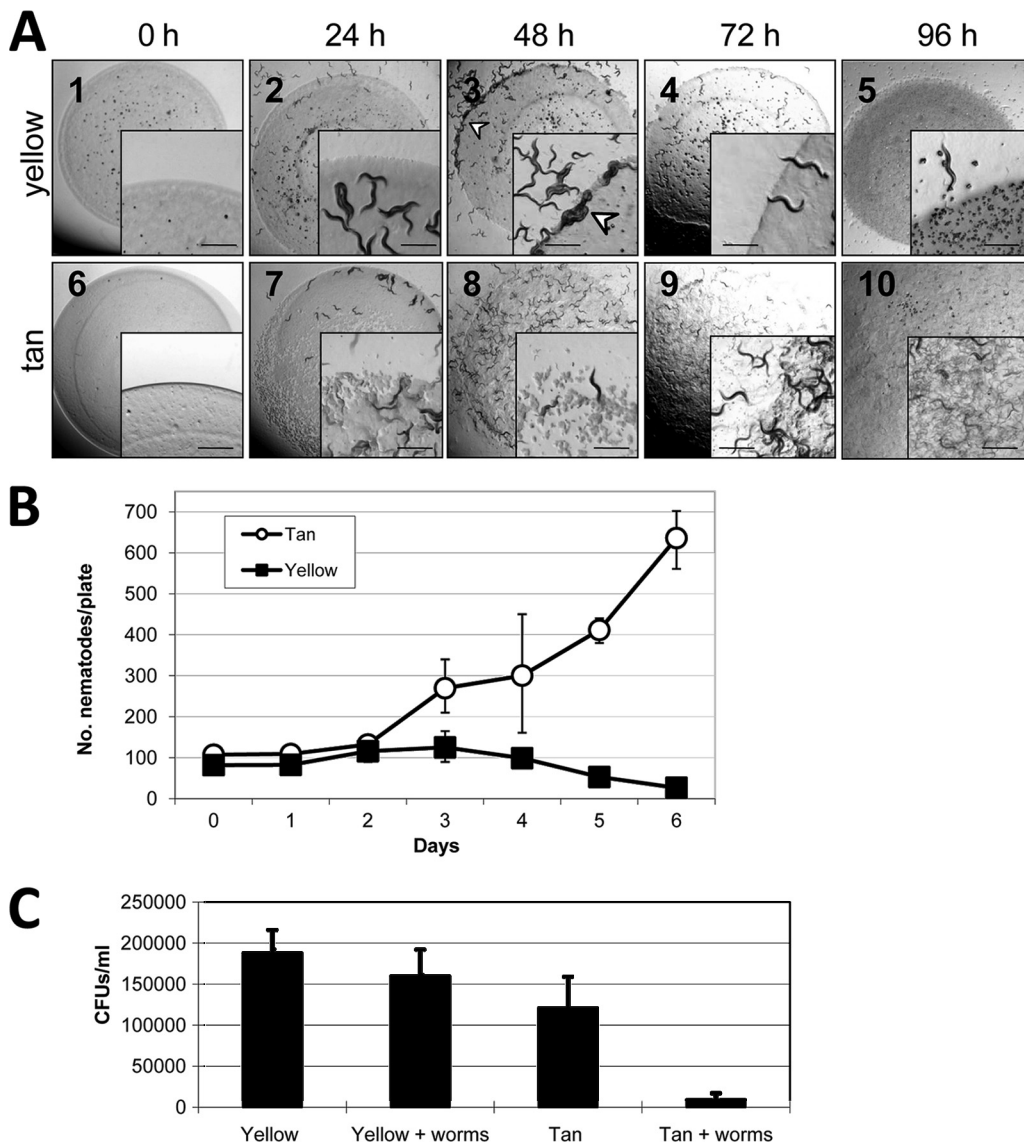 A
0 h 24 h 48 h 72 h 96 h
yellow
1 2 3 4 5
tan
6 7 8 9 10
B
No. nematodes/plate
700
600
500
400
300
200
100
0
Tan
Yellow
0 1 2 3 4 5 6
Days
C
CFUs/ml
250000
200000
150000
100000
50000
0
Yellow Yellow + worms Tan Tan + worms